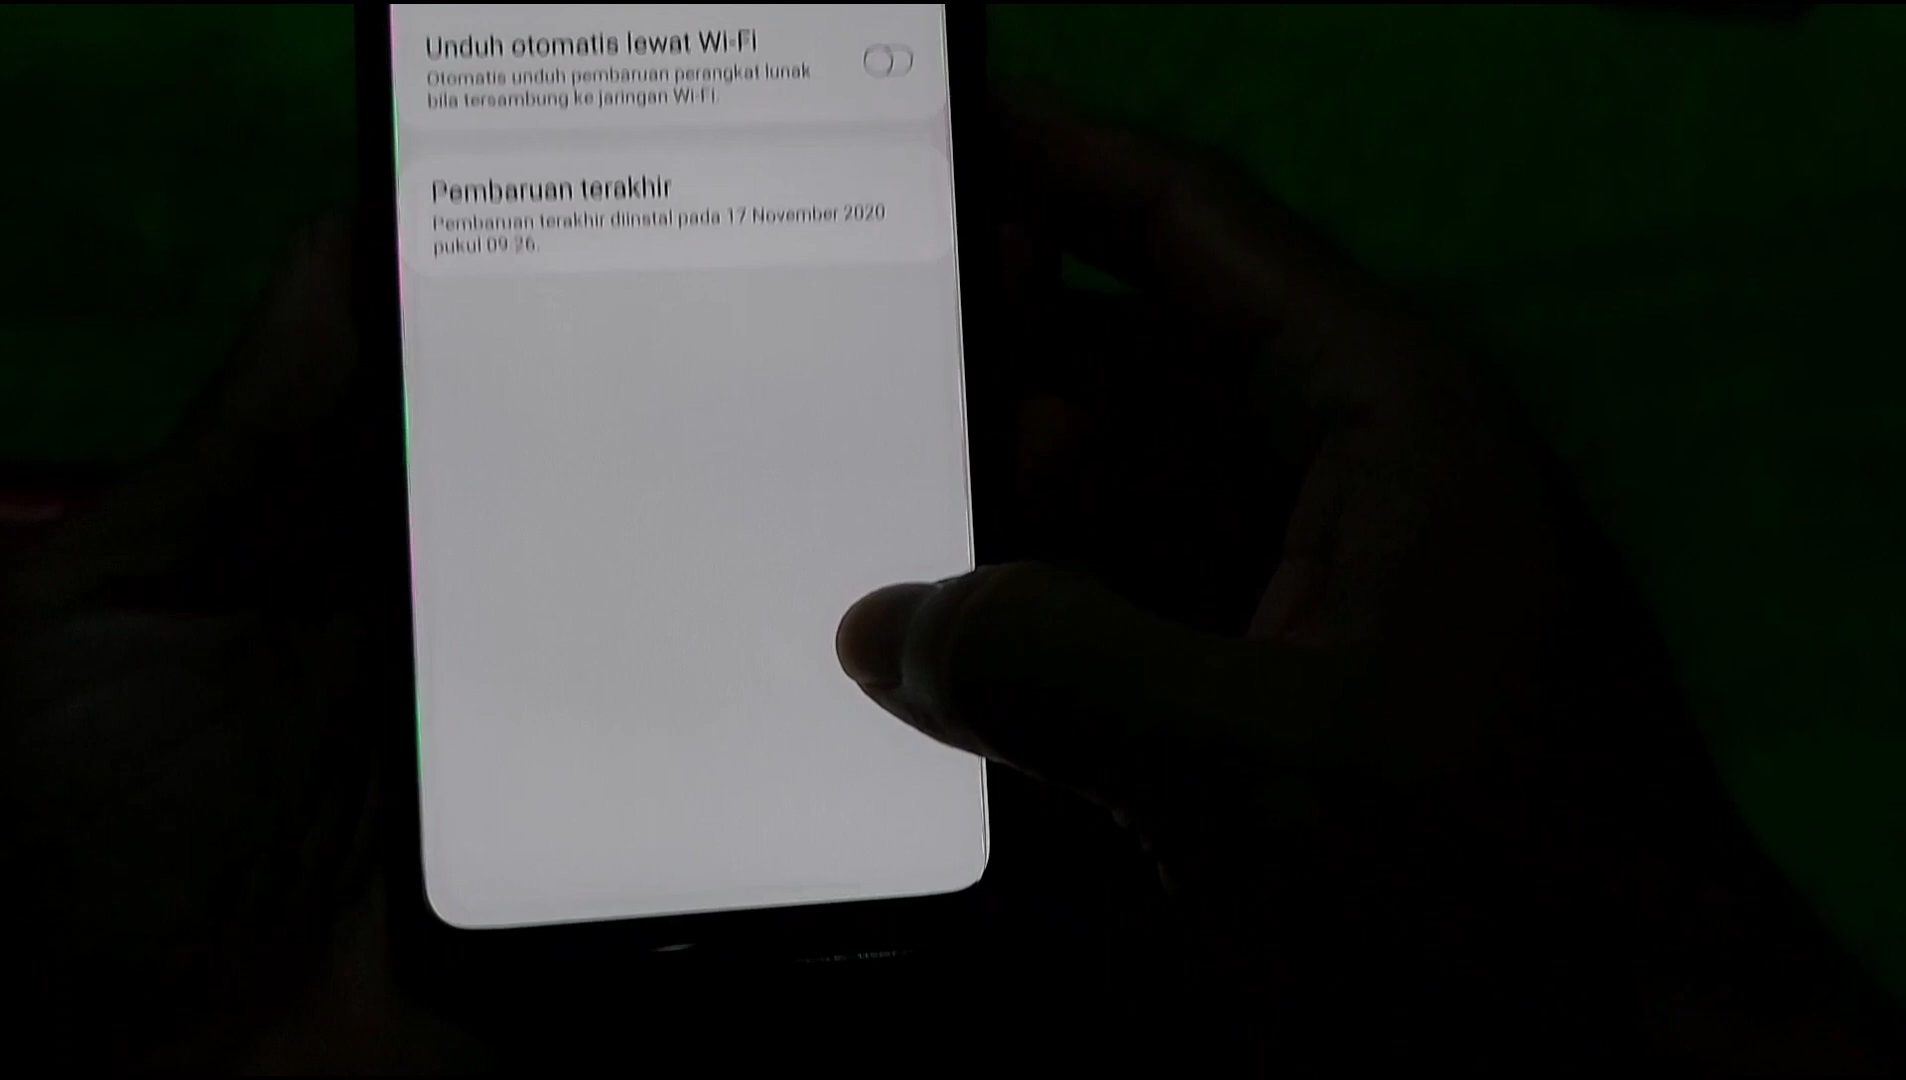 Unduh otomatis lewat Wi-Fi
Otomatis unduh pembaruan perangkat lunak
bila tersambung ke jaringan Wi-Fi.
Pembaruan terakhir
Pembaruan terakhir diinstal pada 17 November 2020
pukul 09.26.